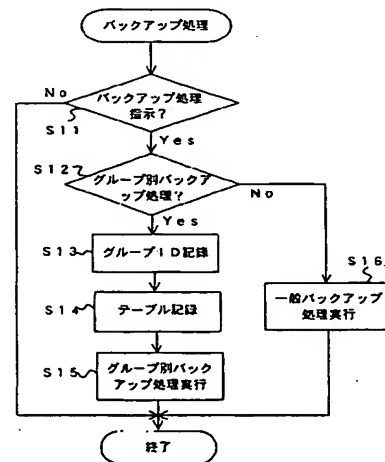 バックアップ処理
No
バックアップ処理
指示?
S11
Yes
S12
グループ別バックア
ップ処理?
No
Yes
S13
グループID記録
S16
S14
テーブル記録
一般バックアップ
処理実行
S15
グループ別バック
アップ処理実行
終了